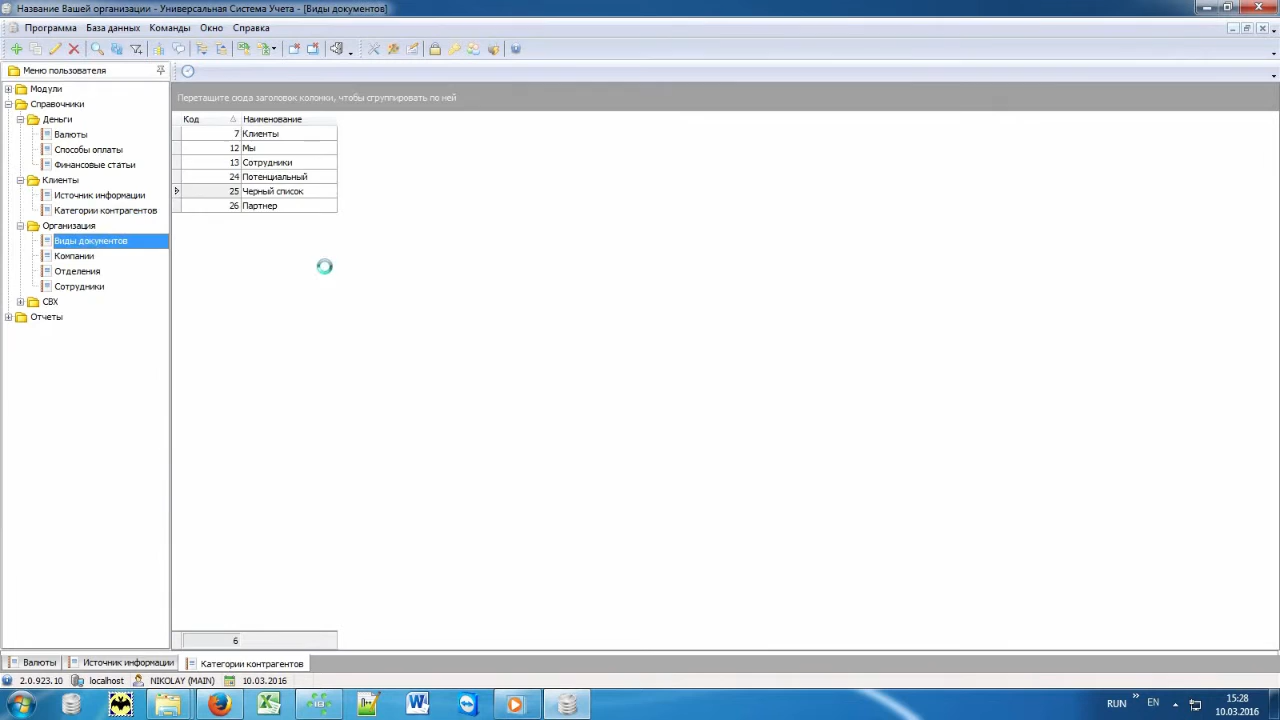 Название Вашей организации - Универсальная Система Учета - [Виды документов]
Программа База данных Команды Окно Справка
Меню пользователя
Модули
Справочники
Деньги
Валюты
Способы оплаты
Финансовые статьи
Клиенты
Источник информации
Категории контрагентов
Организация
Виды документов
Компании
Отделения
Сотрудники
СВХ
Отчеты
Перетащите сюда заголовок колонки, чтобы сгруппировать по ней
Код Наименование
7 Клиенты
12 Мы
13 Сотрудники
24 Потенциальный
25 Черный список
26 Партнер
6
Валюты Источник информации Категории контрагентов
2.0.923.10 localhost NIKOLAY (MAIN) 10.03.2016
RUN EN 15:28
10.03.2016